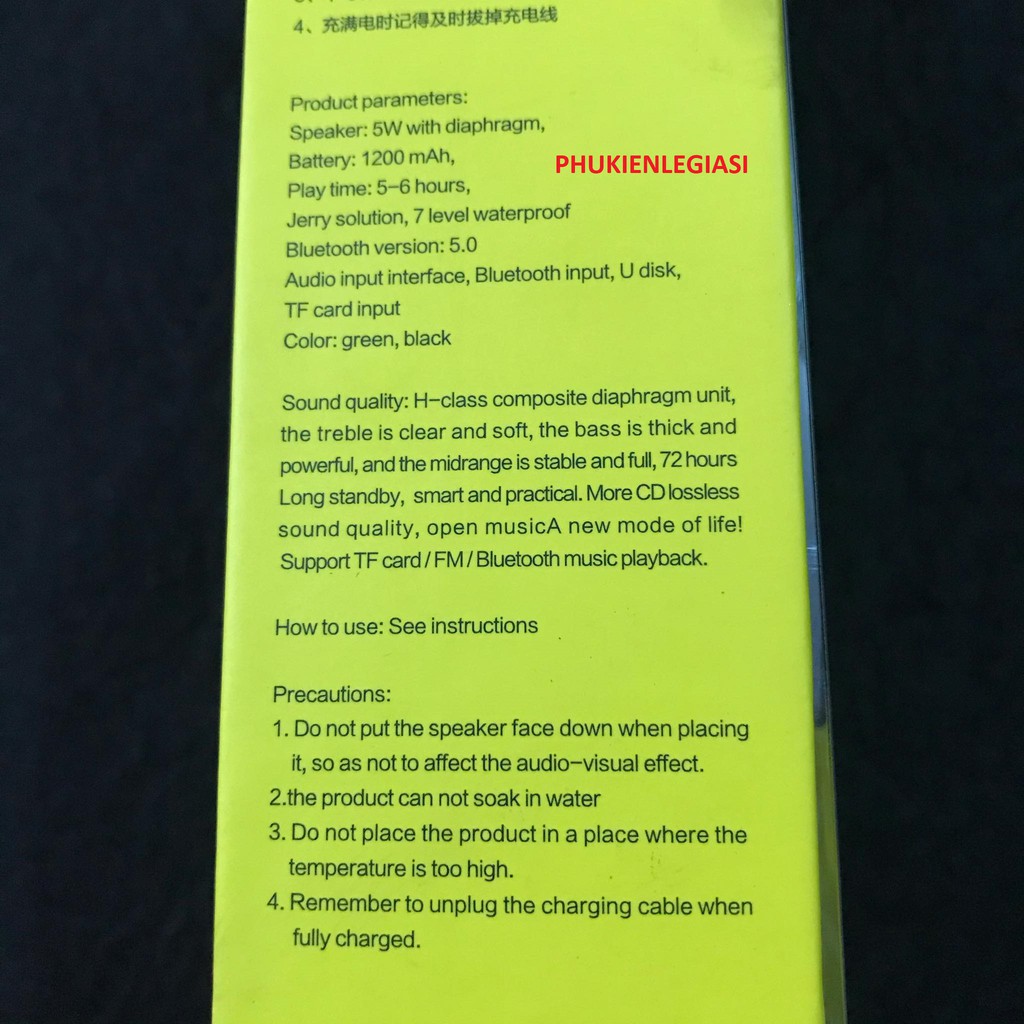 4、充满电时记得及时拔掉充电线
Product parameters:
Speaker: 5W with diaphragm,
Battery: 1200 mAh,
PHUKIENLEGIASI
Play time: 5-6 hours,
Jerry solution, 7 level waterproof
Bluetooth version: 5.0
Audio input interface, Bluetooth input, U disk,
TF card input
Color: green, black
Sound quality: H-class composite diaphragm unit,
the treble is clear and soft, the bass is thick and
powerful, and the midrange is stable and full, 72 hours
Long standby, smart and practical. More CD lossless
sound quality, open musicA new mode of life!
Support TF card / FM / Bluetooth music playback.
How to use: See instructions
Precautions:
1. Do not put the speaker face down when placing
it, so as not to affect the audio-visual effect.
2.the product can not soak in water
3. Do not place the product in a place where the
temperature is too high.
4. Remember to unplug the charging cable when
fully charged.